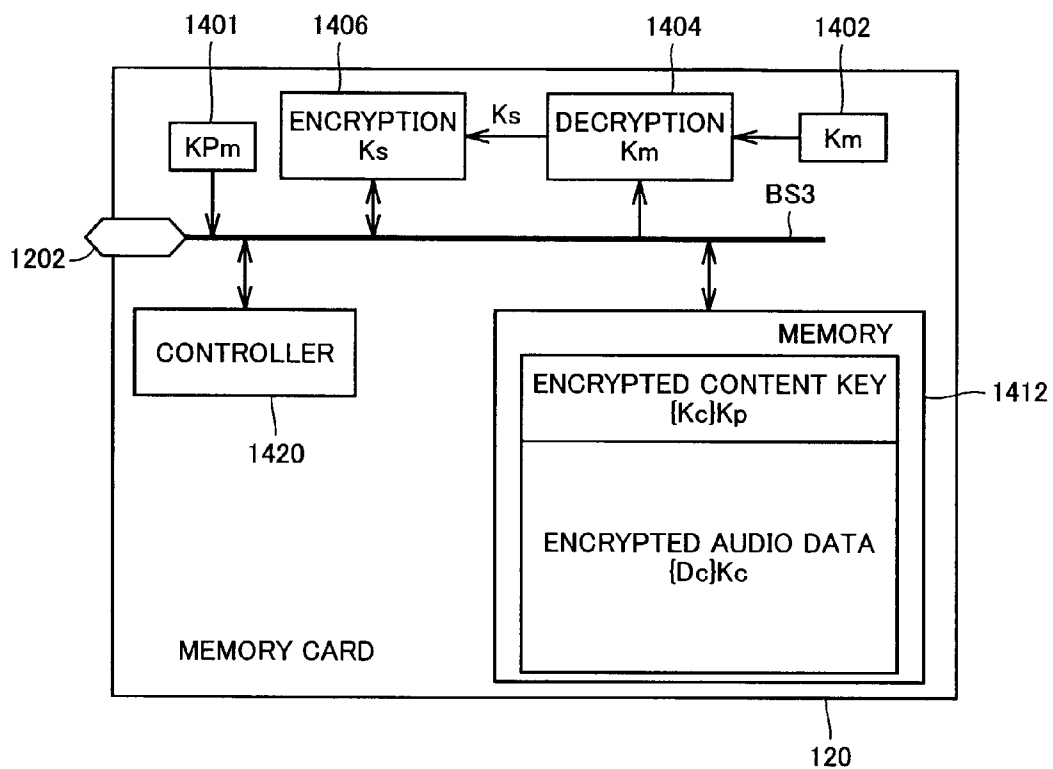 1401
1406
1404
1402
KPm
ENCRYPTION
Ks
Ks
DECRYPTION
Km
Km
BS3
1202
CONTROLLER
1420
MEMORY
ENCRYPTED CONTENT KEY
{Kc}Kp
1412
ENCRYPTED AUDIO DATA
{Dc}Kc
MEMORY CARD
120